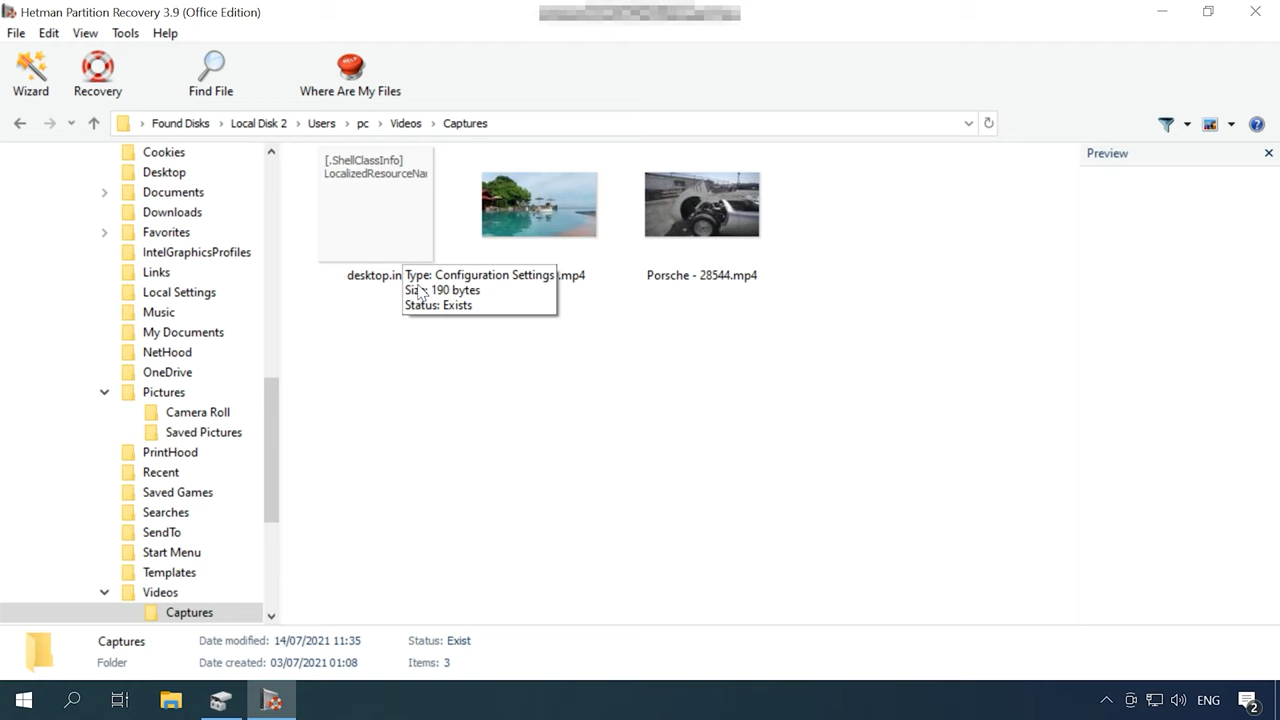 Hetman Partition Recovery 3.9 (Office Edition)
File Edit View Tools Help
Wizard Recovery Find File Where Are My Files
Found Disks Local Disk 2 Users pc Videos Captures
Cookies
Desktop
Documents
Downloads
Favorites
IntelGraphicsProfiles
Links
Local Settings
Music
My Documents
NetHood
OneDrive
Pictures
Camera Roll
Saved Pictures
PrintHood
Recent
Saved Games
Searches
SendTo
Start Menu
Templates
Videos
Captures
[.ShellClassInfo]
LocalizedResourceNar
desktop.in
.mp4
Porsche - 28544.mp4
Type: Configuration Settings
Size: 190 bytes
Status: Exists
Preview
Captures Date modified: 14/07/2021 11:35 Status: Exist
Folder Date created: 03/07/2021 01:08 Items: 3
ENG
2